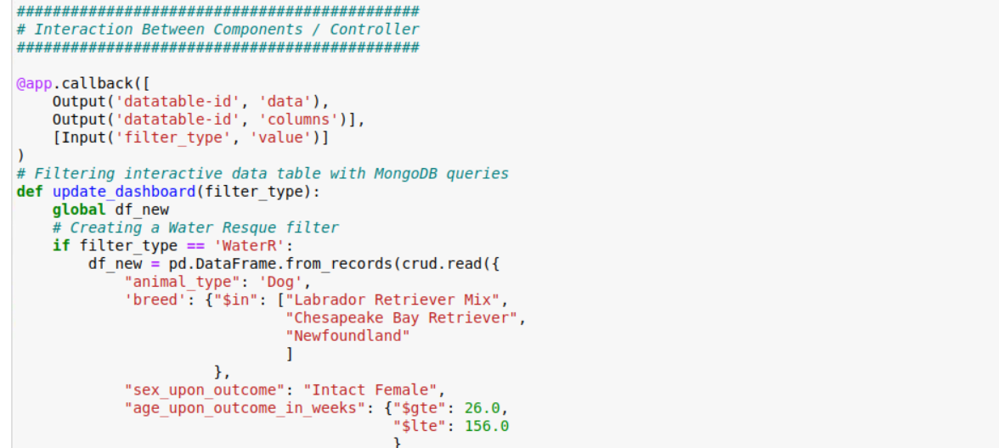 #############################################
# Interaction Between Components / Controller
#############################################
@app.callback([
    Output('datatable-id', 'data'),
    Output('datatable-id', 'columns')],
    [Input('filter_type', 'value')]
)
# Filtering interactive data table with MongoDB queries
def update_dashboard(filter_type):
    global df_new
    # Creating a Water Resque filter
    if filter_type == 'WaterR':
        df_new = pd.DataFrame.from_records(crud.read({
            "animal_type": 'Dog',
            'breed': {"$in": ["Labrador Retriever Mix",
                              "Chesapeake Bay Retriever",
                              "Newfoundland"
                              ]
                      },
            "sex_upon_outcome": "Intact Female",
            "age_upon_outcome_in_weeks": {"$gte": 26.0,
                                          "$lte": 156.0
                                          }